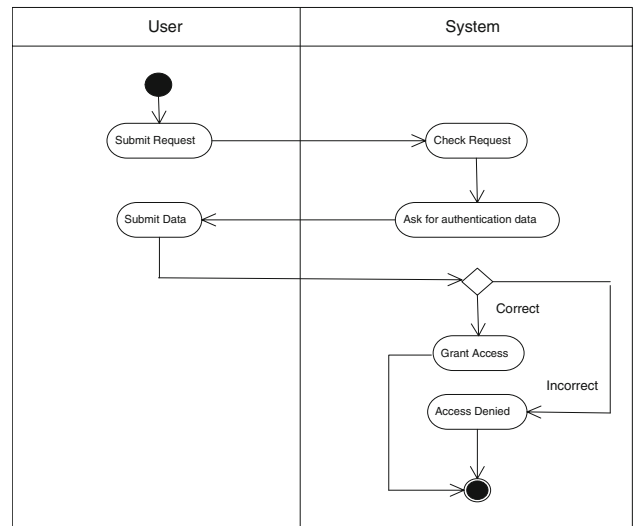 User
System
Submit Request
Check Request
Submit Data
Ask for authentication data
Correct
Grant Access
Incorrect
Access Denied